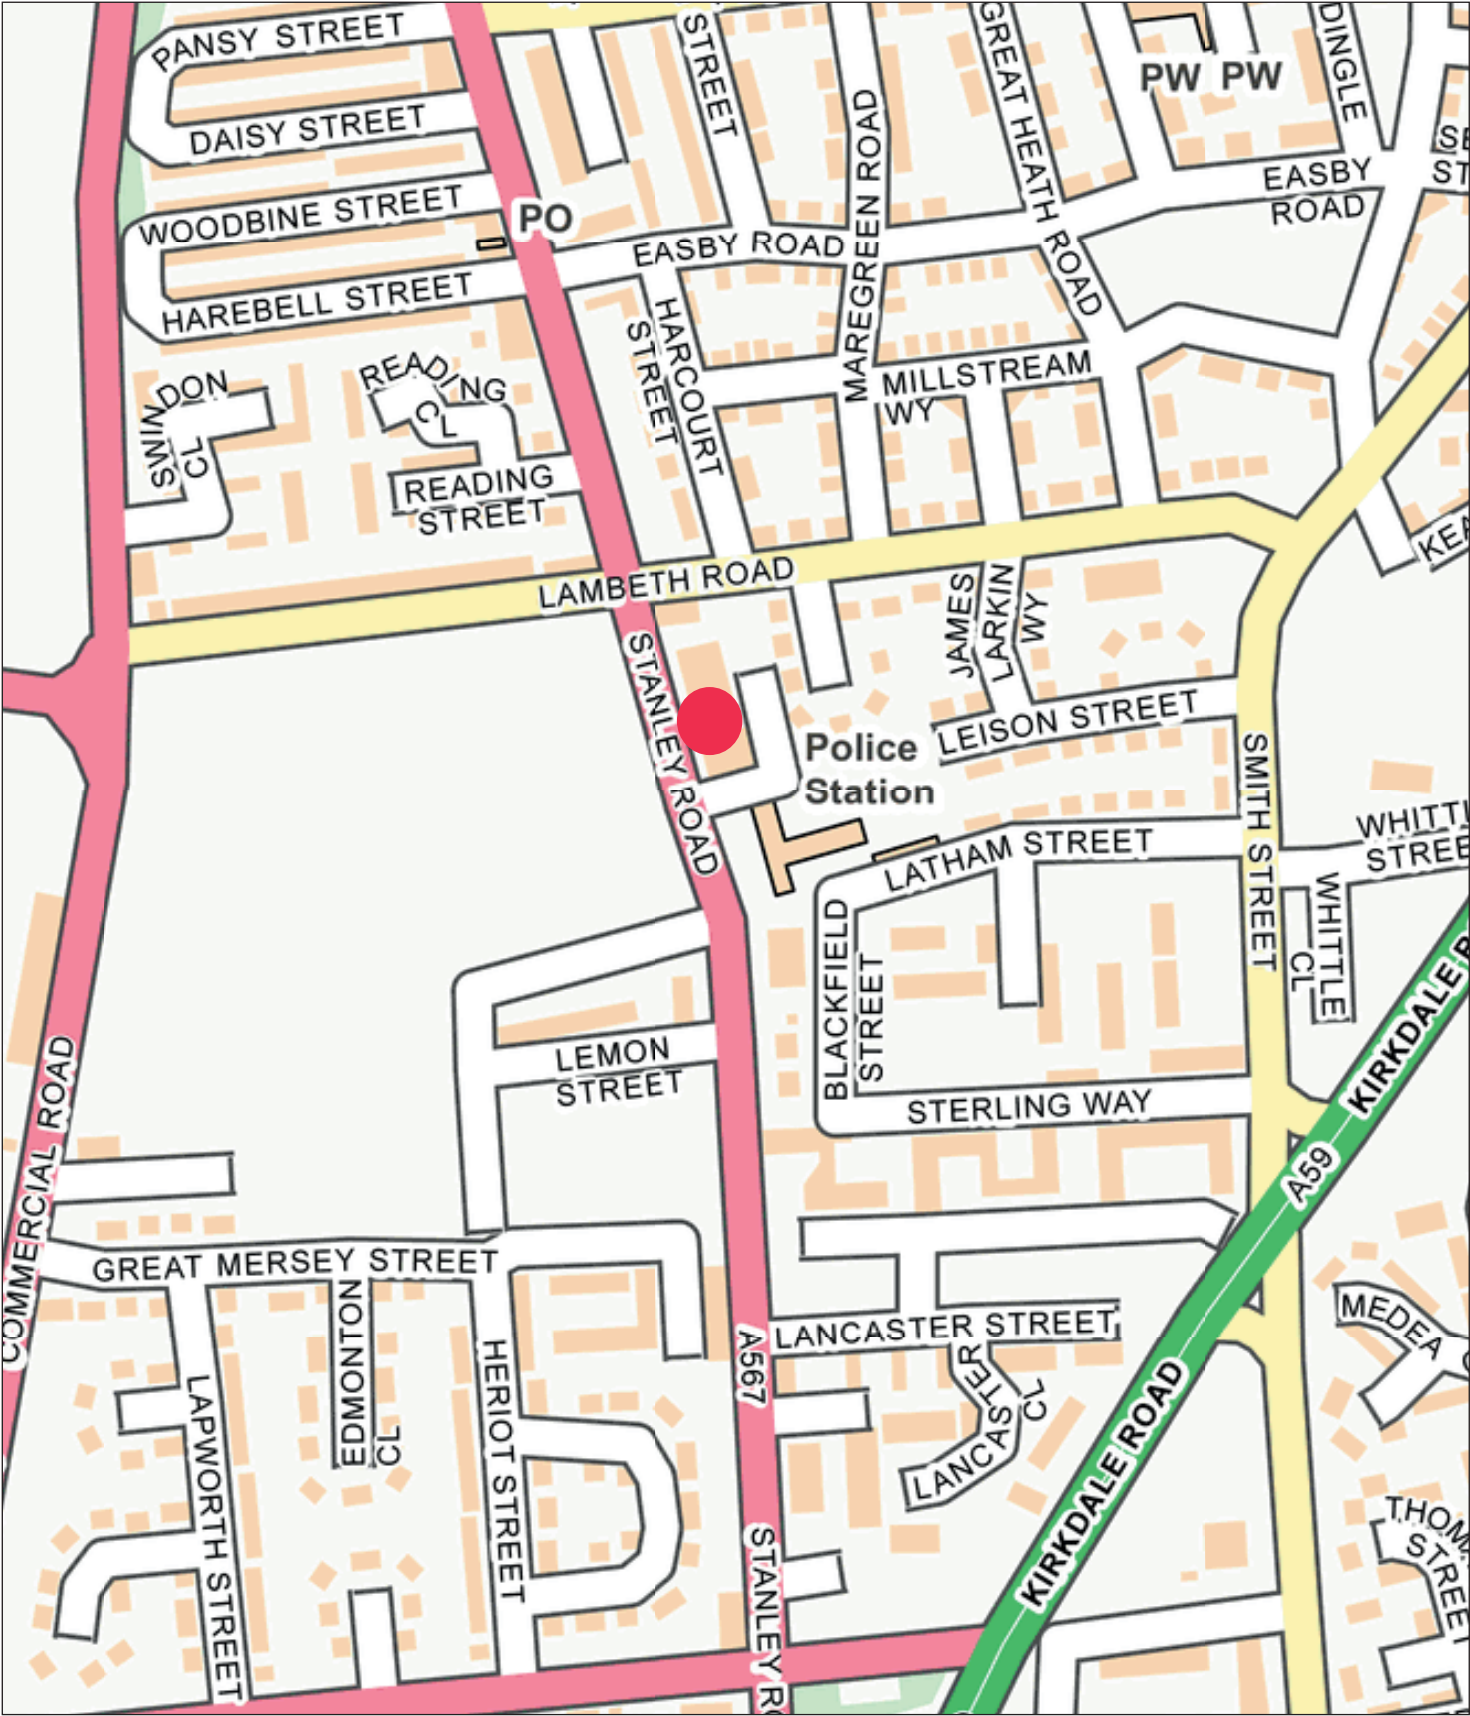 PANSY STREET
DAISY STREET
WOODBINE STREET
HAREBELL STREET
PO
STREET
MAREGREEN ROAD
GREAT HEATH ROAD
PW
PW
DINGLE
EASBY
ROAD
EASBY ROAD
HARCOURT
STREET
MILLSTREAM
WY
SWINDON
CL
READING
CL
READING
STREET
LAMBETH ROAD
STANLEY ROAD
JAMES
LARKIN
WY
LEISON STREET
Police
Station
SMITH STREET
LATHAM STREET
WHITTLE
CL
BLACKFIELD
STREET
STERLING WAY
LEMON
STREET
KIRKDALE R
A59
COMMERCIAL ROAD
GREAT MERSEY STREET
EDMONTON
CL
LAPWORTH STREET
HERIOT STREET
A567
LANCASTER STREET
LANCASTER
CL
KIRKDALE ROAD
MEDEA
STANLEY R